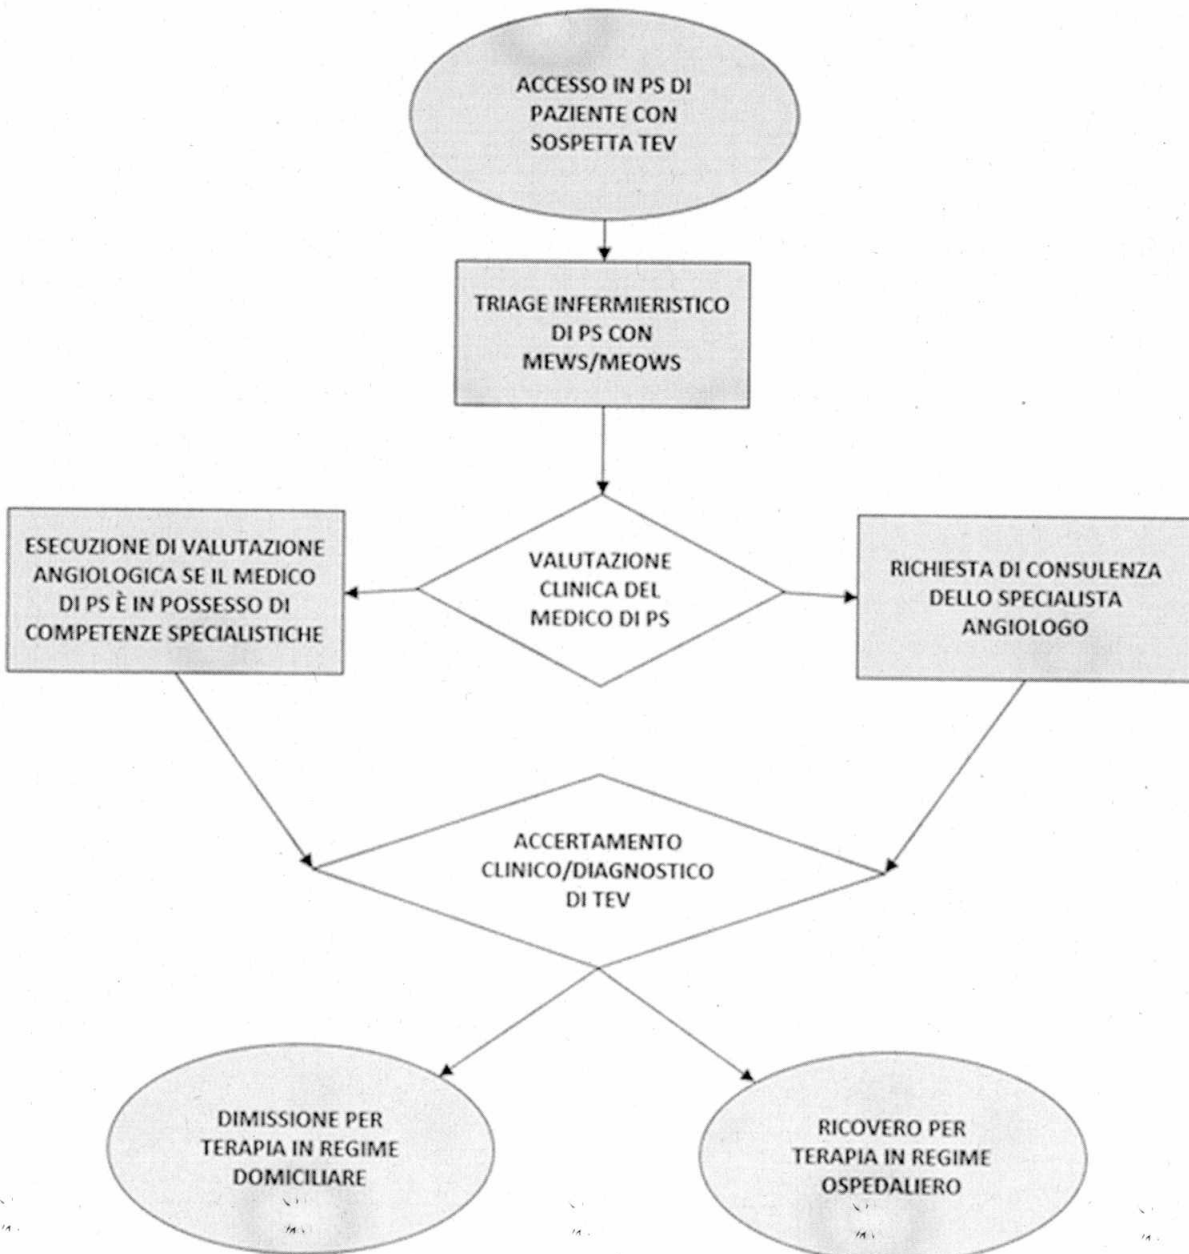 ACCESSO IN PS DI
PAZIENTE CON
SOSPETTA TEV
TRIAGE INFERMIERISTICO
DI PS CON
MEWS/MEOWS
VALUTAZIONE
CLINICA DEL
MEDICO DI PS
ESECUZIONE DI VALUTAZIONE
ANGIOLOGICA SE IL MEDICO
DI PS È IN POSSESSO DI
COMPETENZE SPECIALISTICHE
RICHIESTA DI CONSULENZA
DELLO SPECIALISTA
ANGIOLOGO
ACCERTAMENTO
CLINICO/DIAGNOSTICO
DI TEV
DIMISSIONE PER
TERAPIA IN REGIME
DOMICILIARE
RICOVERO PER
TERAPIA IN REGIME
OSPEDALIERO